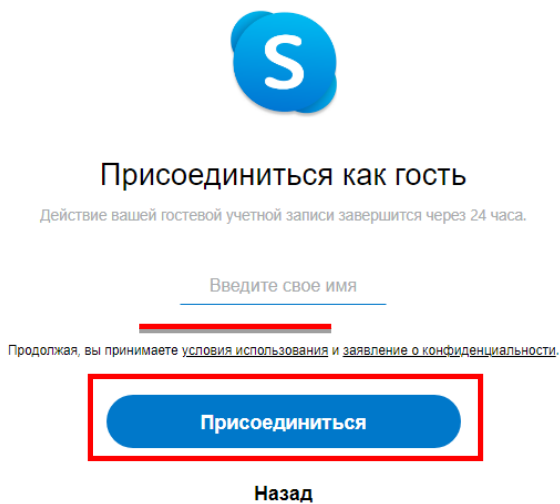 S
Присоединиться как гость
Действие вашей гостевой учетной записи завершится через 24 часа.
Введите свое имя
Продолжая, вы принимаете условия использования и заявление о конфиденциальности.
Присоединиться
Назад